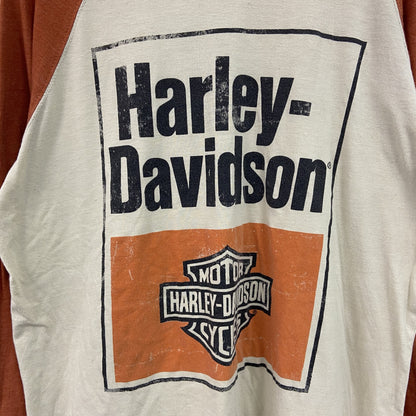 Harley-
Davidson®
MOTOR
HARLEY-DAVIDSON
CYCLES